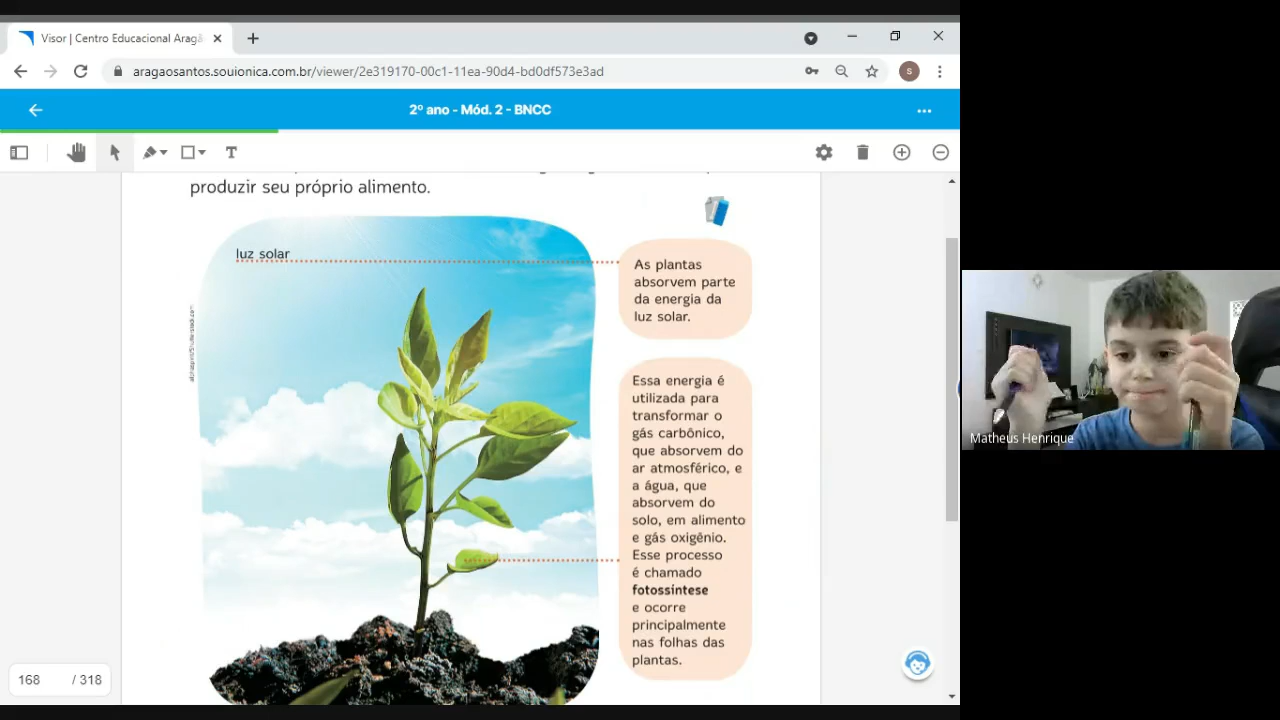 Visor | Centro Educacional Aragã
aragaosantos.souionica.com.br/viewer/2e319170-00c1-11ea-90d4-bd0df573e3ad
S
2º ano - Mód. 2 - BNCC
T
produzir seu próprio alimento.
luz solar
As plantas
absorvem parte
da energia da
luz solar.
Essa energia é
utilizada para
transformar o
gás carbônico,
que absorvem do
ar atmosférico, e
a água, que
absorvem do
solo, em alimento
e gás oxigênio.
Esse processo
é chamado
fotossíntese
e ocorre
principalmente
nas folhas das
plantas.
168 / 318
Matheus Henrique